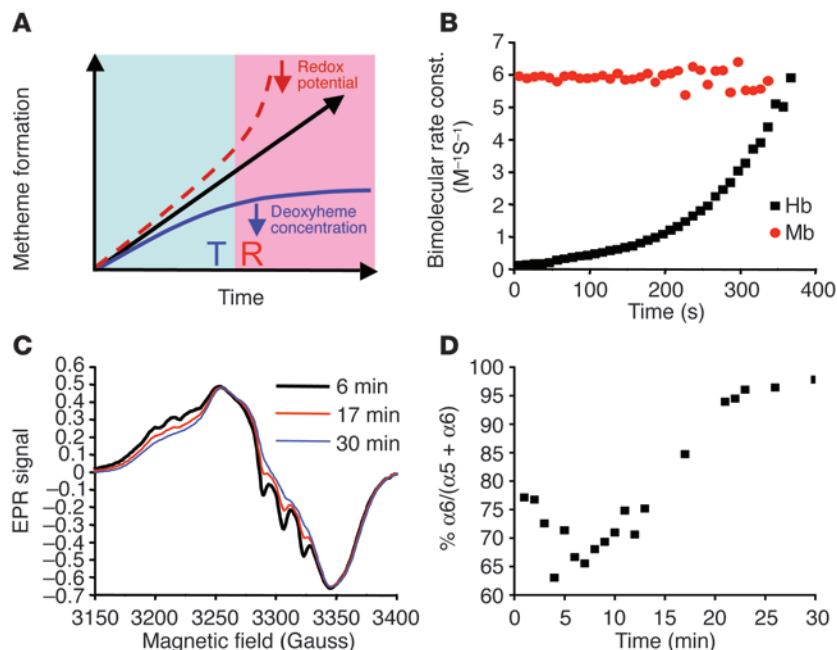 A
Metheme formation
Redox
potential
Deoxyheme
concentration
T R
Time
B
Bimolecular rate const.
(M⁻¹S⁻¹)
7
6
5
4
3
2
1
0
Hb
Mb
0 100 200 300 400
Time (s)
C
EPR signal
0.6
0.5
0.4
0.3
0.2
0.1
0
−0.1
−0.2
−0.3
−0.4
−0.5
−0.6
−0.7
6 min
17 min
30 min
3150 3200 3250 3300 3350 3400
Magnetic field (Gauss)
D
% α6/(α5 + α6)
100
95
90
85
80
75
70
65
60
0 5 10 15 20 25 30
Time (min)